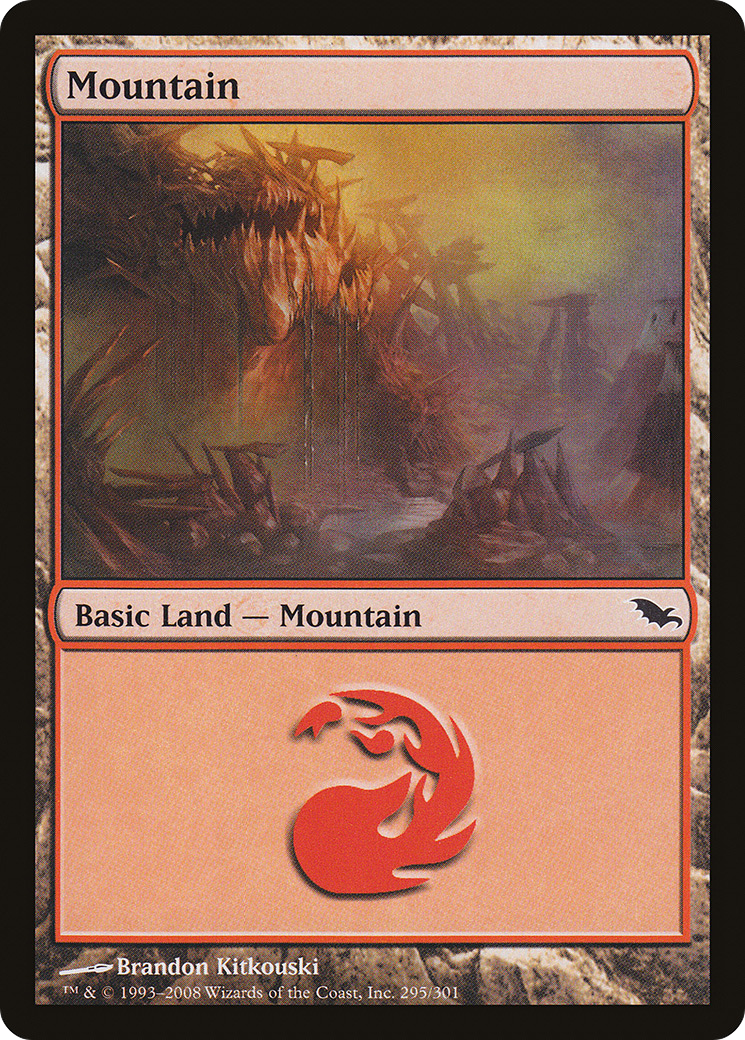 Mountain
Basic Land — Mountain
Brandon Kitkouski
™ & © 1993–2008 Wizards of the Coast, Inc. 295/301